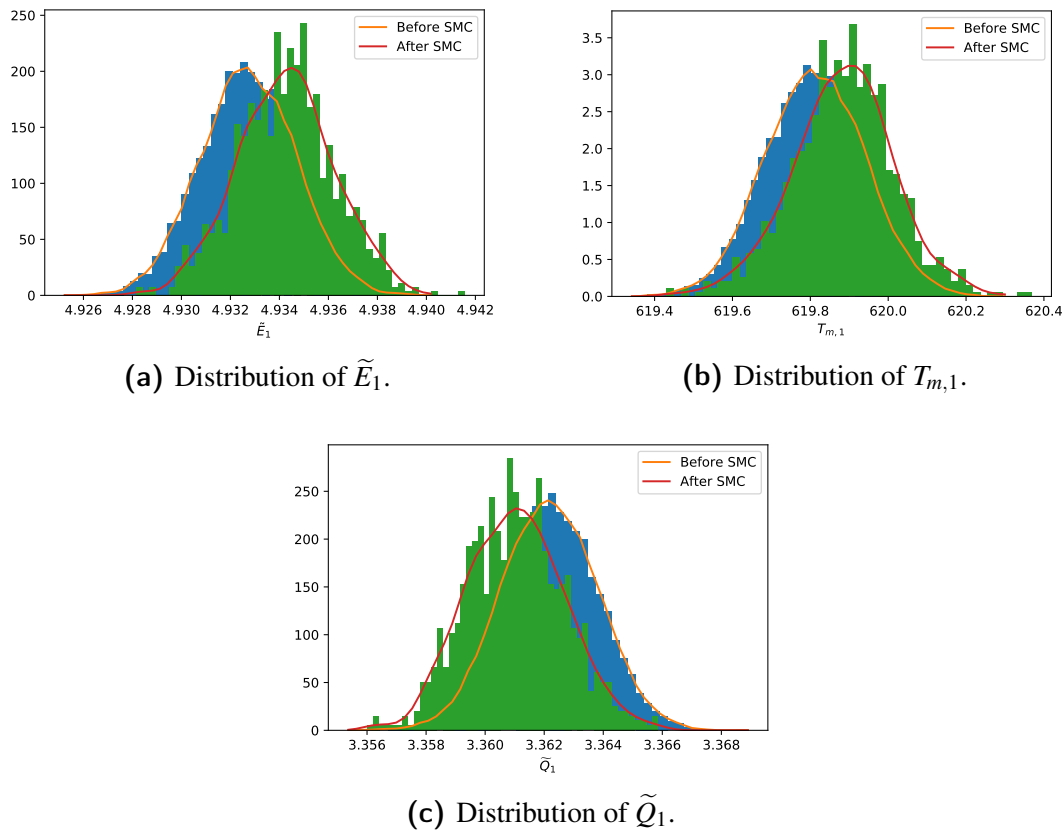 250
200
150
100
50
0
Before SMC
After SMC
4.926 4.928 4.930 4.932 4.934 4.936 4.938 4.940 4.942
Ẽ₁
(a) Distribution of Ẽ₁.
3.5
3.0
2.5
2.0
1.5
1.0
0.5
0.0
Before SMC
After SMC
619.4 619.6 619.8 620.0 620.2 620.4
Tₘ,₁
(b) Distribution of Tₘ,₁.
250
200
150
100
50
0
Before SMC
After SMC
3.356 3.358 3.360 3.362 3.364 3.366 3.368
Q̃₁
(c) Distribution of Q̃₁.